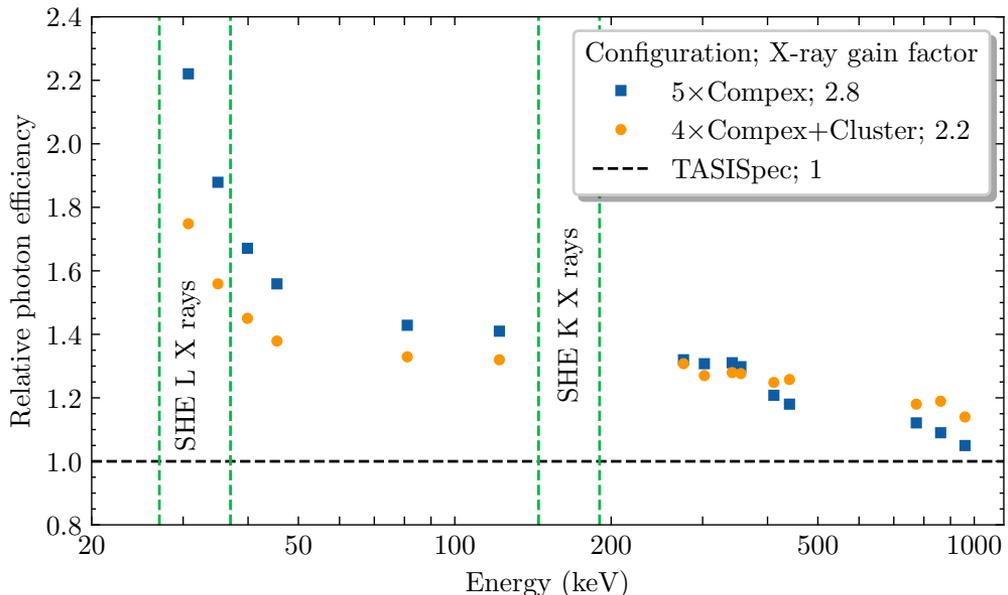 2.4
2.2
2.0
1.8
1.6
1.4
1.2
1.0
0.8
Relative photon efficiency
Configuration; X-ray gain factor
5×Compex; 2.8
4×Compex+Cluster; 2.2
TASISpec; 1
SHE L X rays
SHE K X rays
20
50
100
200
500
1000
Energy (keV)